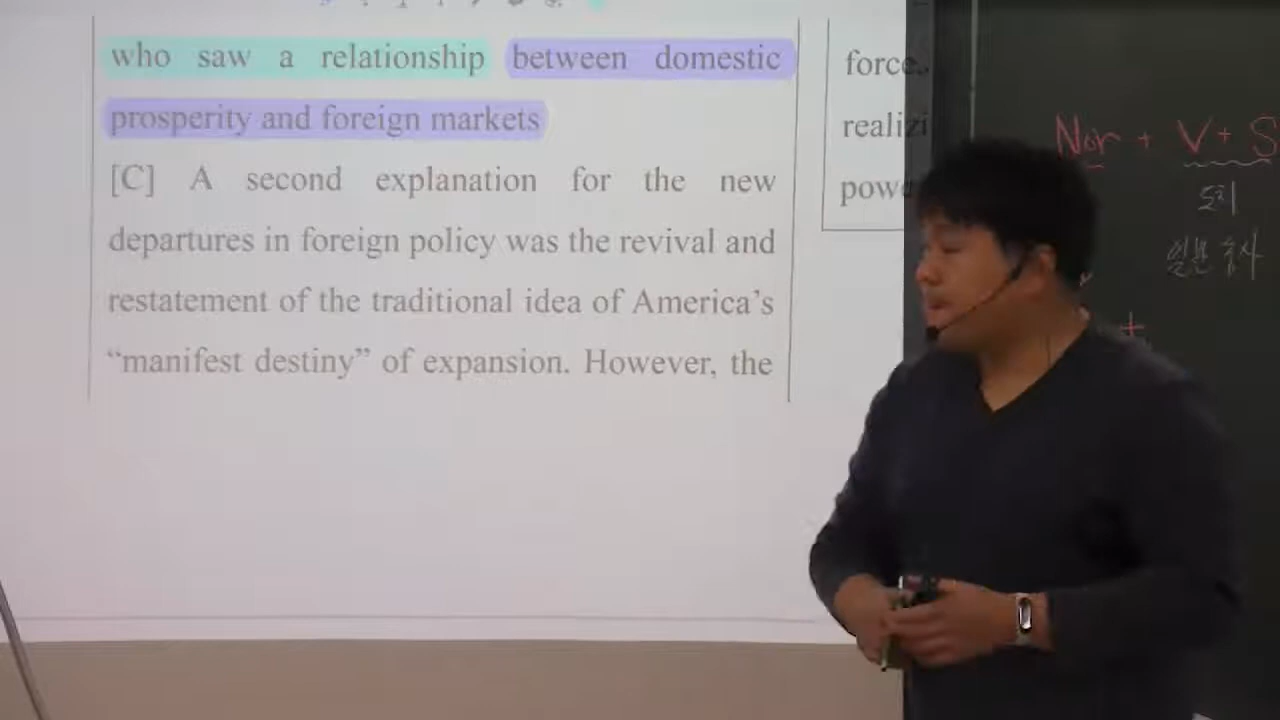 who saw a relationship between domestic
prosperity and foreign markets
[C] A second explanation for the new
departures in foreign policy was the revival and
restatement of the traditional idea of America's
“manifest destiny” of expansion. However, the
force
realizi
powe
Nor + V + S
도치
+